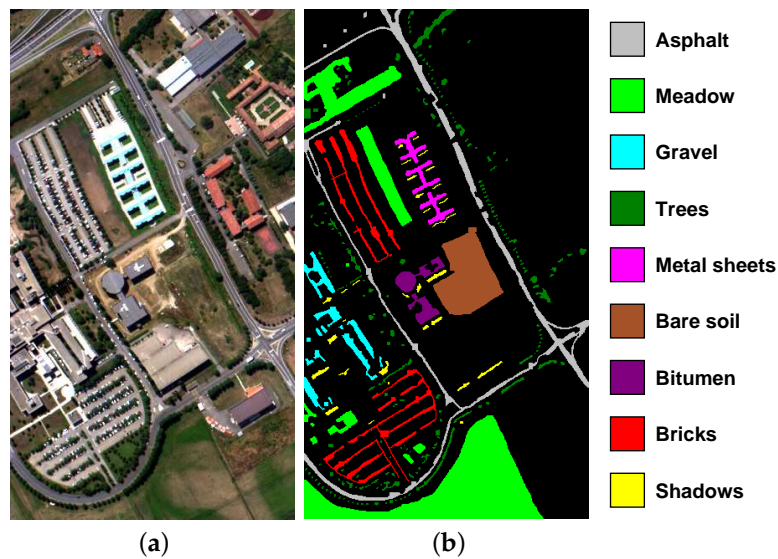 Asphalt
Meadow
Gravel
Trees
Metal sheets
Bare soil
Bitumen
Bricks
Shadows
(a)
(b)